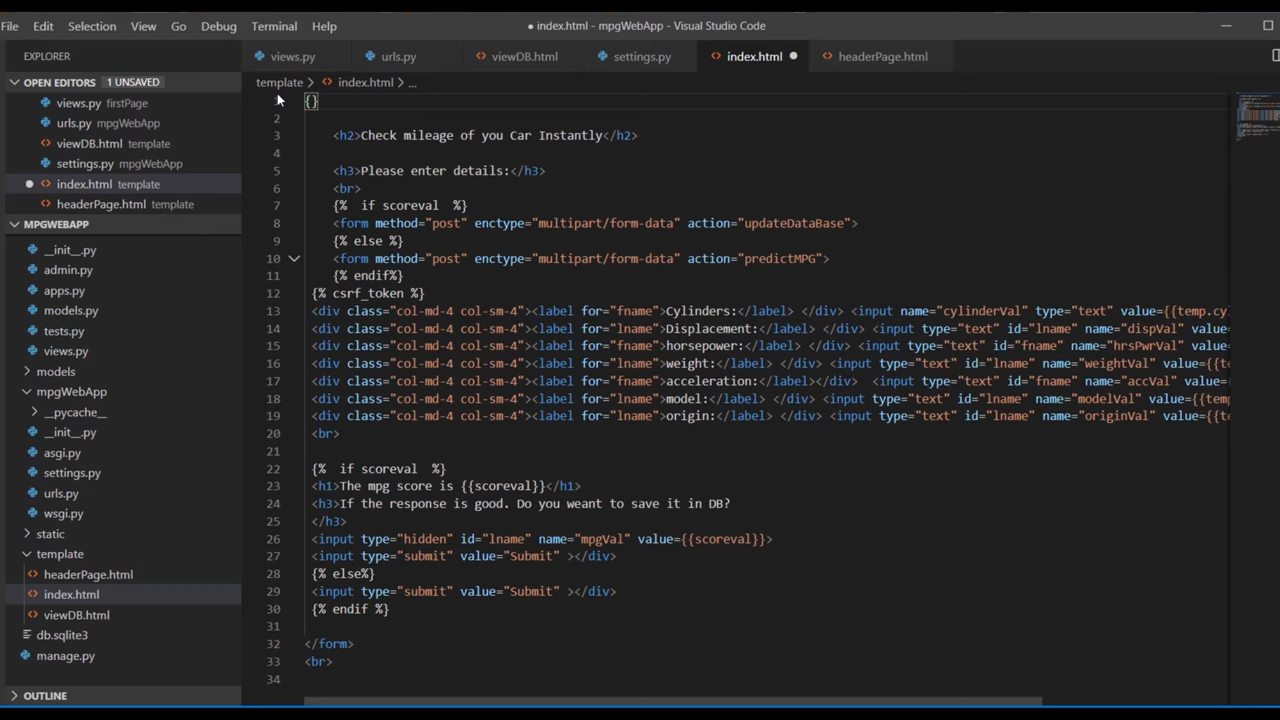 File Edit Selection View Go Debug Terminal Help ● index.html - mpgWebApp - Visual Studio Code
EXPLORER
OPEN EDITORS 1 UNSAVED
views.py firstPage
urls.py mpgWebApp
viewDB.html template
settings.py mpgWebApp
index.html template
headerPage.html template
MPGWEBAPP
__init__.py
admin.py
apps.py
models.py
tests.py
views.py
models
mpgWebApp
__pycache__
__init__.py
asgi.py
settings.py
urls.py
wsgi.py
static
template
headerPage.html
index.html
viewDB.html
db.sqlite3
manage.py
OUTLINE
views.py urls.py viewDB.html settings.py index.html headerPage.html
template > index.html > ...
{}
2
3 <h2>Check mileage of you Car Instantly</h2>
4
5 <h3>Please enter details:</h3>
6 <br>
7 {%  if scoreval  %}
8 <form method="post" enctype="multipart/form-data" action="updateDataBase">
9 {% else %}
10 <form method="post" enctype="multipart/form-data" action="predictMPG">
11 {% endif%}
12 {% csrf_token %}
13 <div class="col-md-4 col-sm-4"><label for="fname">Cylinders:</label> </div> <input name="cylinderVal" type="text" value={{temp.cy
14 <div class="col-md-4 col-sm-4"><label for="lname">Displacement:</label> </div> <input type="text" id="lname" name="dispVal" value=
15 <div class="col-md-4 col-sm-4"><label for="fname">horsepower:</label> </div> <input type="text" id="fname" name="hrsPwrVal" value=
16 <div class="col-md-4 col-sm-4"><label for="lname">weight:</label> </div> <input type="text" id="lname" name="weightVal" value={{t
17 <div class="col-md-4 col-sm-4"><label for="fname">acceleration:</label></div>  <input type="text" id="fname" name="accVal" value=
18 <div class="col-md-4 col-sm-4"><label for="lname">model:</label> </div> <input type="text" id="lname" name="modelVal" value={{temp
19 <div class="col-md-4 col-sm-4"><label for="lname">origin:</label> </div> <input type="text" id="lname" name="originVal" value={{te
20 <br>
21
22 {%  if scoreval  %}
23 <h1>The mpg score is {{scoreval}}</h1>
24 <h3>If the response is good. Do you weant to save it in DB?
25 </h3>
26 <input type="hidden" id="lname" name="mpgVal" value={{scoreval}}>
27 <input type="submit" value="Submit" ></div>
28 {% else%}
29 <input type="submit" value="Submit" ></div>
30 {% endif %}
31
32 </form>
33 <br>
34